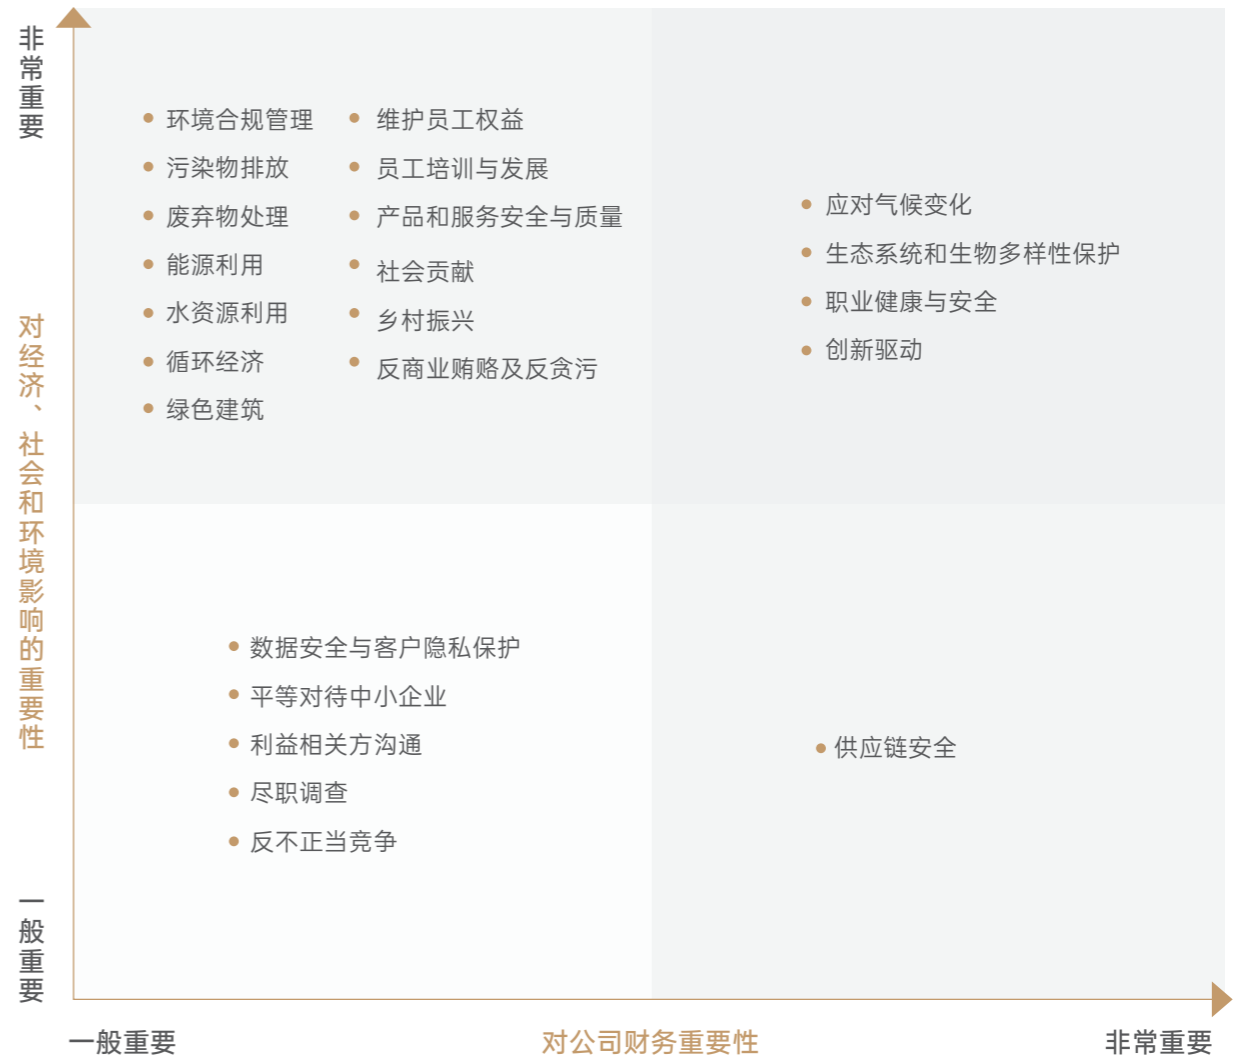 非常重要
对经济、社会和环境影响的重要性
一般重要
环境合规管理
污染物排放
废弃物处理
能源利用
水资源利用
循环经济
绿色建筑
维护员工权益
员工培训与发展
产品和服务安全与质量
社会贡献
乡村振兴
反商业贿赂及反贪污
应对气候变化
生态系统和生物多样性保护
职业健康与安全
创新驱动
数据安全与客户隐私保护
平等对待中小企业
利益相关方沟通
尽职调查
反不正当竞争
供应链安全
一般重要
对公司财务重要性
非常重要